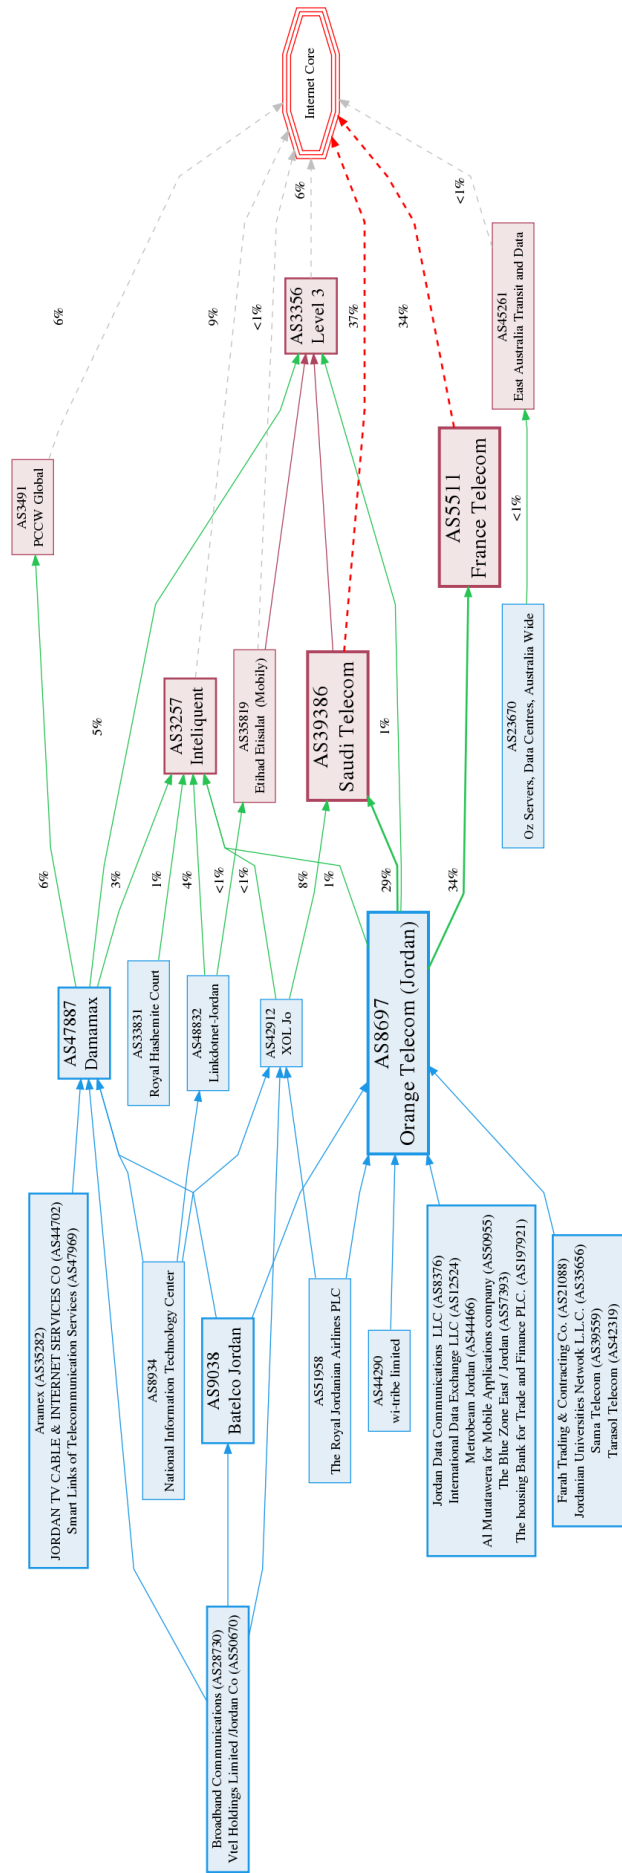 Broadband Communications (AS28730)
Vtel Holdings Limited /Jordan Co (AS50670)
Aramex (AS35282)
JORDAN TV CABLE & INTERNET SERVICES CO (AS44702)
Smart Links of Telecommunication Services (AS47969)
AS8934
National Information Technology Center
AS9038
Batelco Jordan
AS51958
The Royal Jordanian Airlines PLC
AS44290
wi-tribe limited
Jordan Data Communications LLC (AS8376)
International Data Exchange LLC (AS12524)
Metrobeam Jordan (AS44466)
Al Mutatawera for Mobile Applications company (AS50955)
The Blue Zone East / Jordan (AS57393)
The housing Bank for Trade and Finance PLC. (AS197921)
Farah Trading & Contracting Co. (AS21088)
Jordanian Universities Netwotk L.L.C. (AS35656)
Sama Telecom (AS39559)
Tarasol Telecom (AS42319)
AS47887
Damamax
AS33831
Royal Hashemite Court
AS48832
Linkdotnet-Jordan
AS42912
XOL Jo
AS8697
Orange Telecom (Jordan)
6%
3%
1%
4%
<1%
<1%
8%
1%
29%
34%
AS23670
Oz Servers, Data Centres, Australia Wide
5%
AS3257
Inteliquent
AS35819
Etihad Etisalat (Mobily)
AS39386
Saudi Telecom
1%
AS3491
PCCW Global
AS5511
France Telecom
<1%
6%
9%
<1%
AS3356
Level 3
37%
34%
AS45261
East Australia Transit and Data
6%
<1%
Internet Core